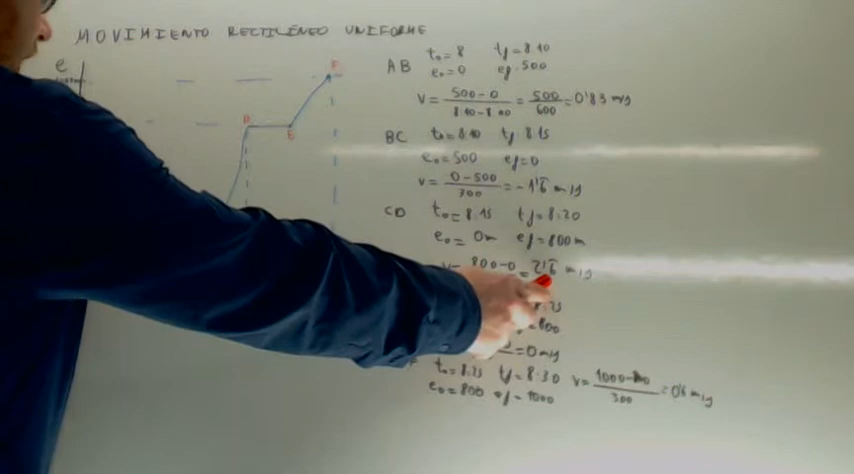 MOVIMIENTO RECTILÍNEO UNIFORME
e
D
E
F
AB t₀=8 tf=8.10
e₀=0 ef=500
V= 500-0 / 8.10-8.00 = 500/600 =0'83 m/s
BC t₀=8.10 tf=8.15
e₀=500 ef=0
V= 0-500 / 300 =-1'6 m/s
CD t₀=8.15 tf=8.20
e₀= 0m ef=800m
800-0 = 2'6 m/s
8.25
=800
=0m/s
t₀=8.25 tf=8.30 V= / 300 =0'6 m/s
e₀=800 ef=1000